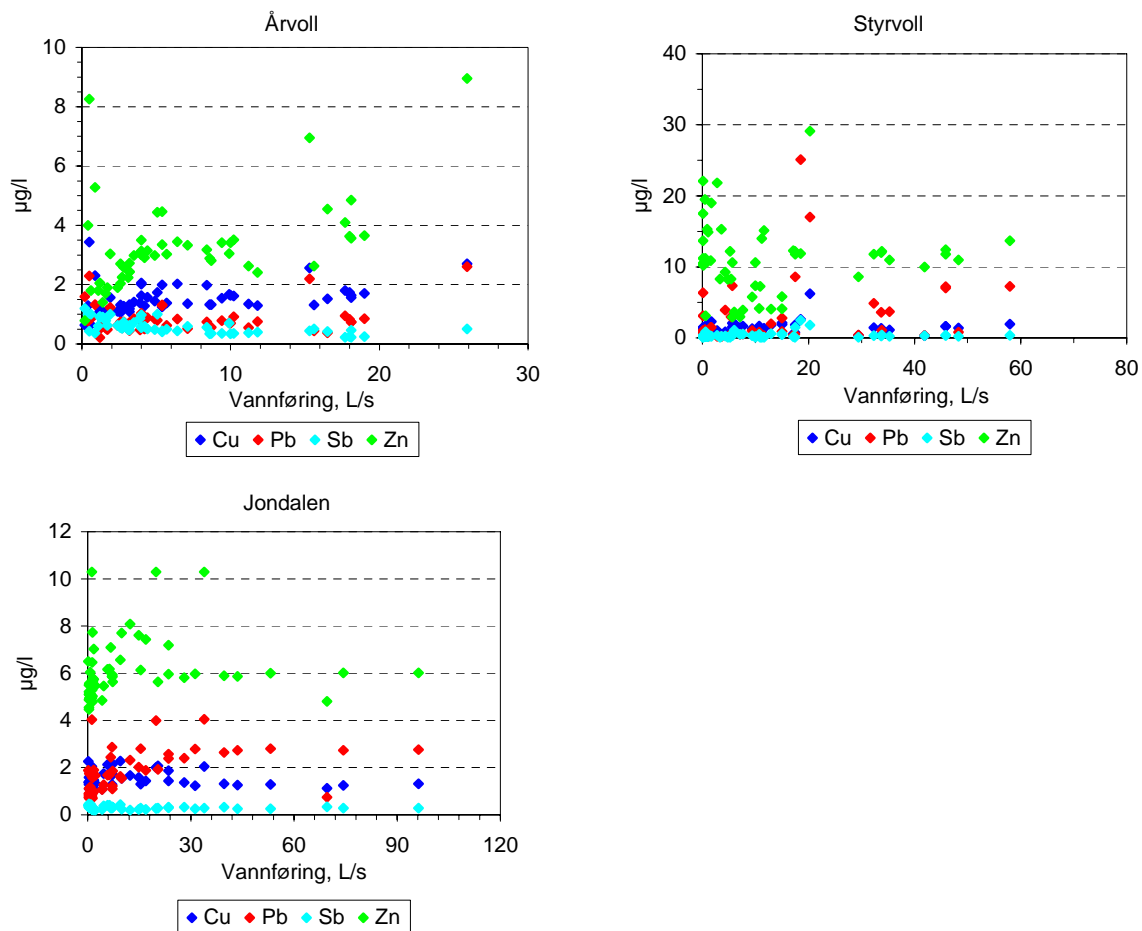 Årvoll
10
8
6
4
2
0
µg/l
0 10 20 30
Vannføring, L/s
Cu Pb Sb Zn
Styrvoll
40
30
20
10
0
µg/l
0 20 40 60 80
Vannføring, L/s
Cu Pb Sb Zn
Jondalen
12
10
8
6
4
2
0
µg/l
0 30 60 90 120
Vannføring, L/s
Cu Pb Sb Zn